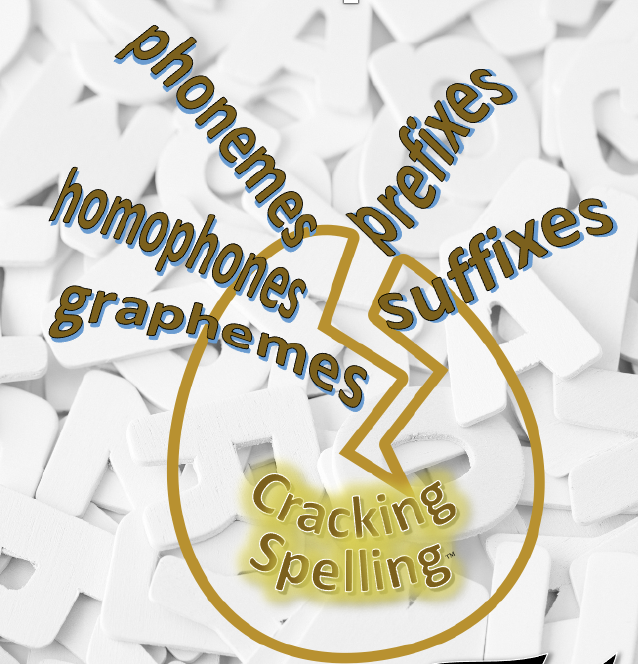 phonemes
prefixes
homophones
suffixes
graphemes
Cracking
Spelling™